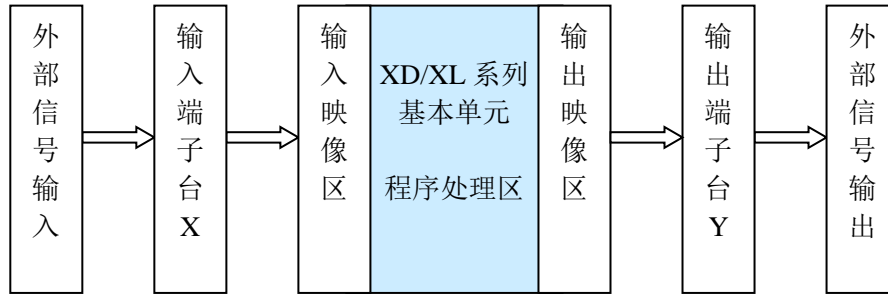 外部信号输入
输入端子台X
输入映像区
XD/XL 系列
基本单元
程序处理区
输出映像区
输出端子台Y
外部信号输出